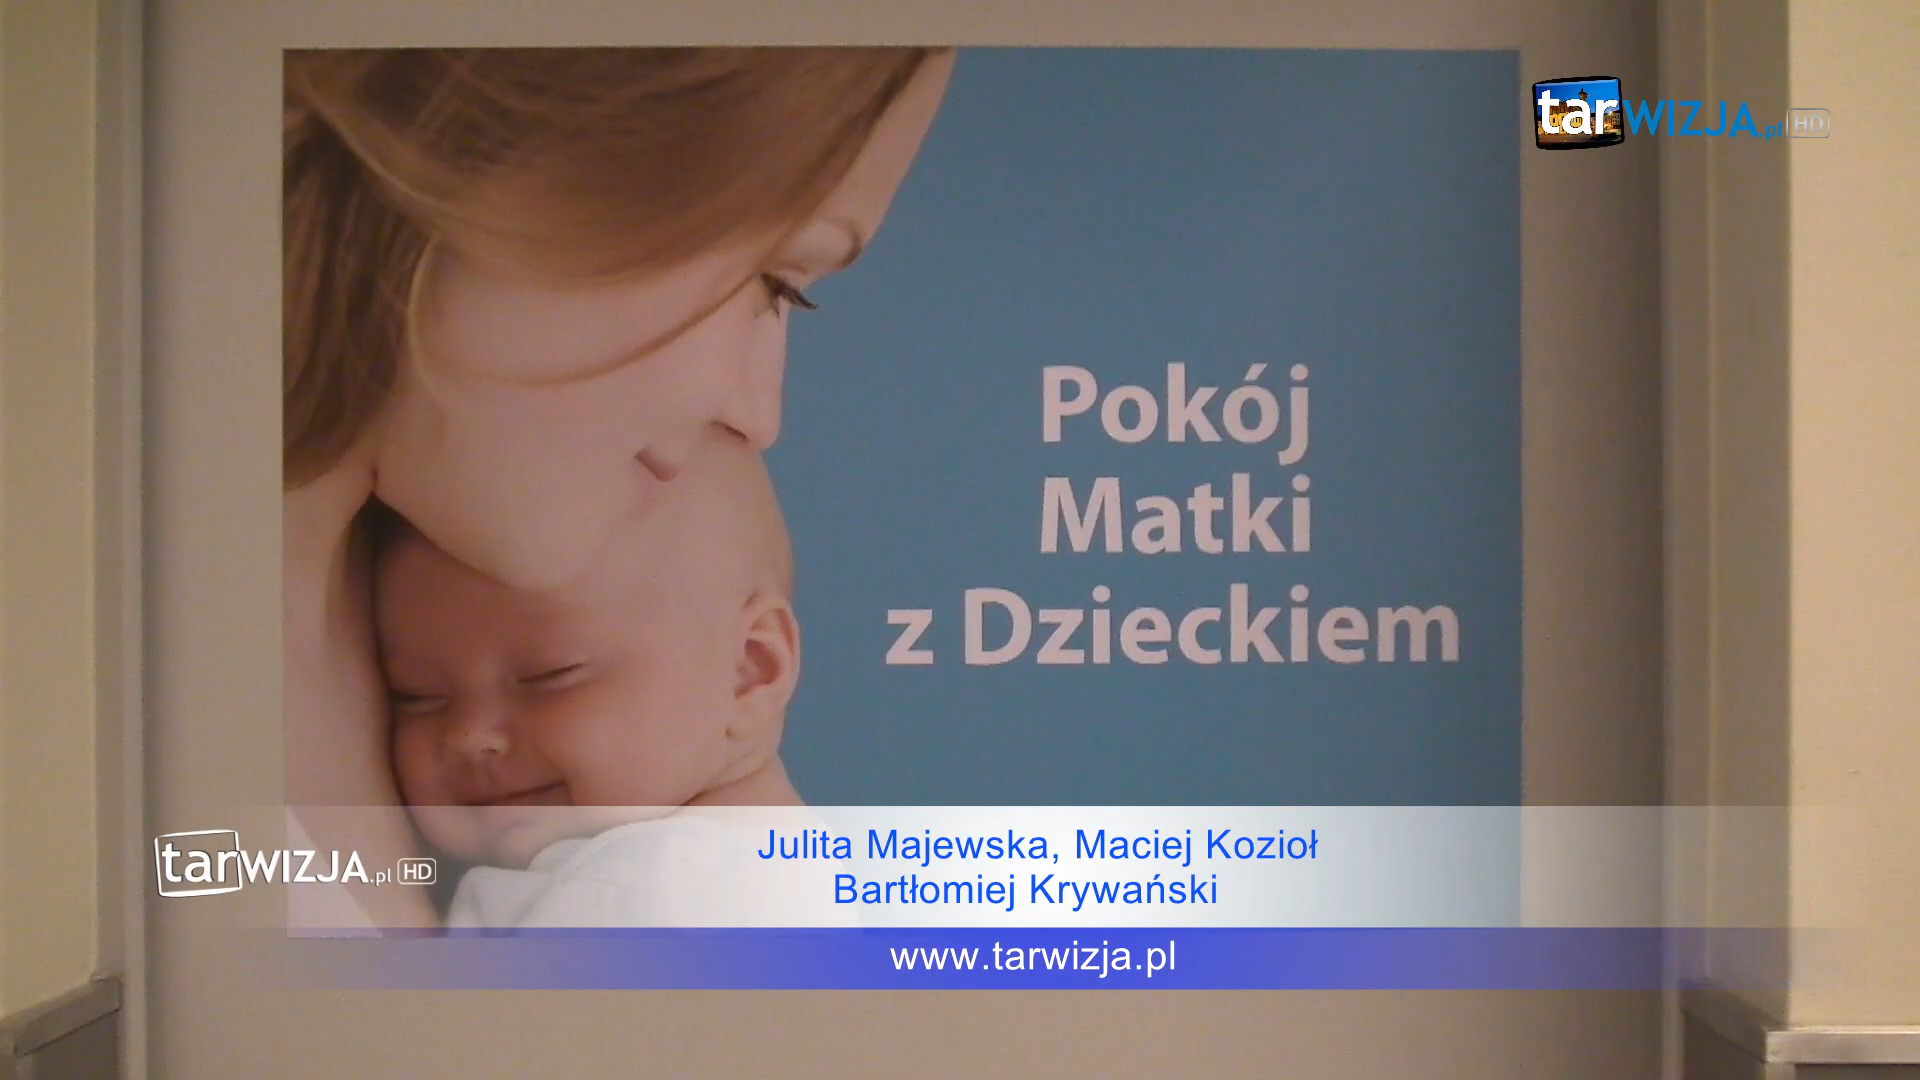 tarWIZJA.pl HD
Pokój
Matki
z Dzieckiem
Julita Majewska, Maciej Kozioł
Bartłomiej Krywański
tarWIZJA.pl HD
www.tarwizja.pl